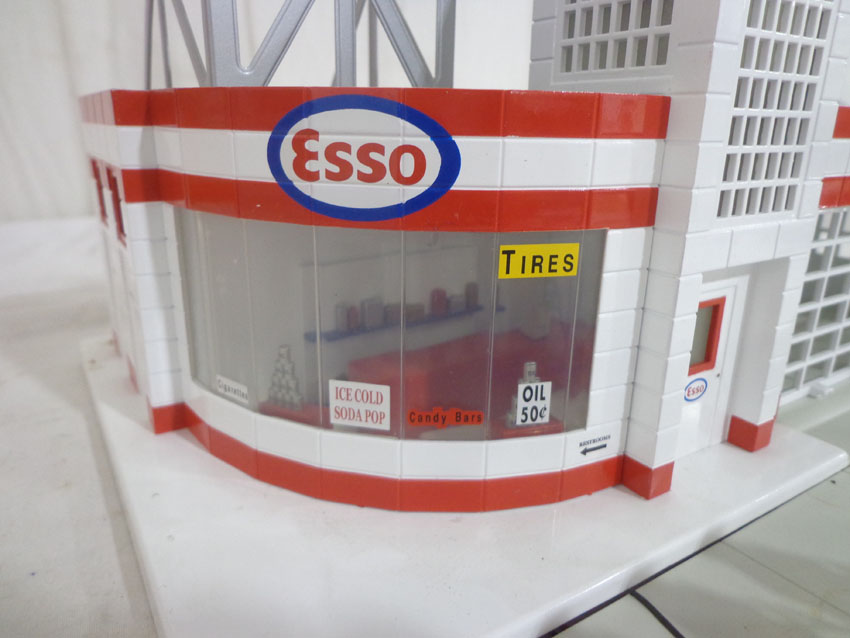 Esso
TIRES
Cigarettes
ICE COLD
SODA POP
Candy Bars
OIL
50¢
RESTROOMS
Esso